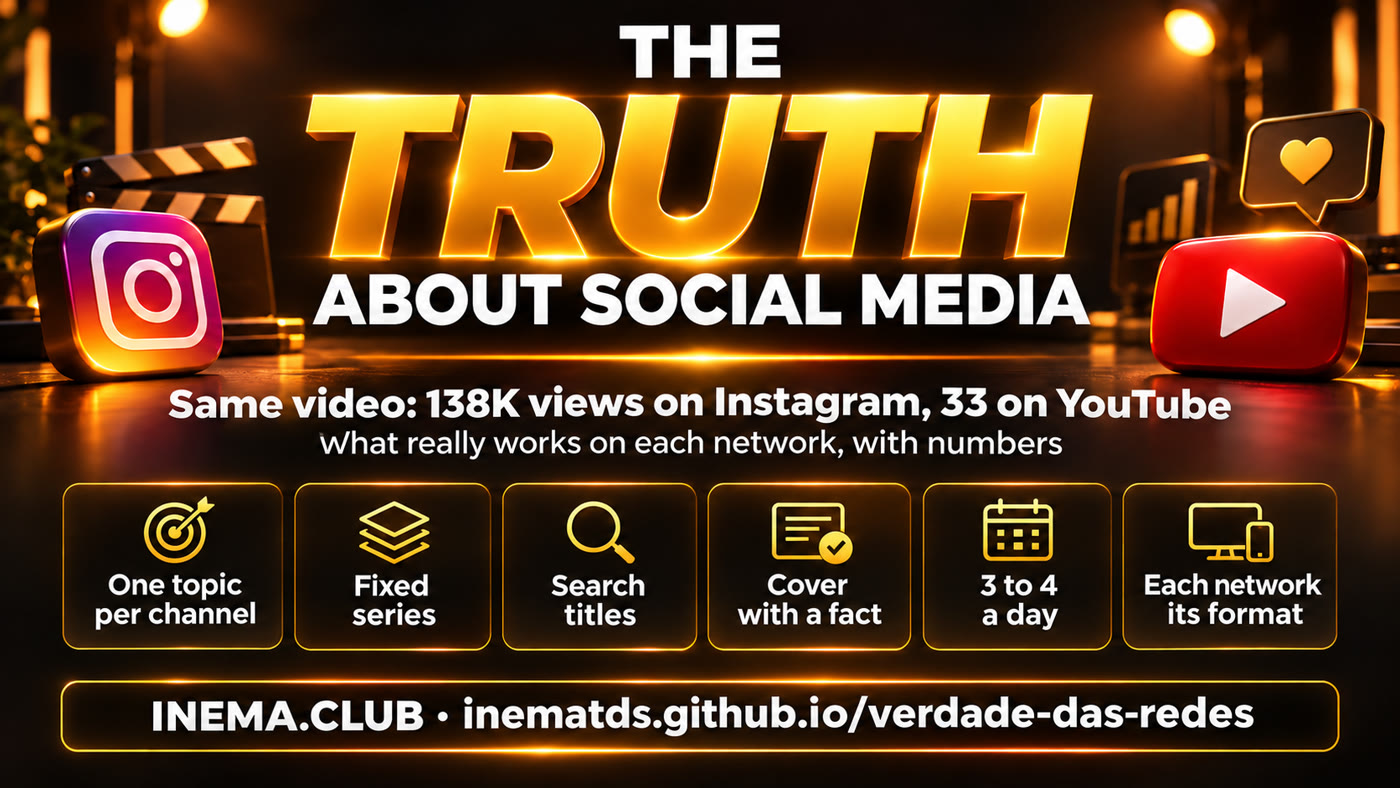 THE
TRUTH
ABOUT SOCIAL MEDIA
Same video: 138K views on Instagram, 33 on YouTube
What really works on each network, with numbers
One topic
per channel
Fixed
series
Search
titles
Cover
with a fact
3 to 4
a day
Each network
its format
INEMA.CLUB • inematds.github.io/verdade-das-redes